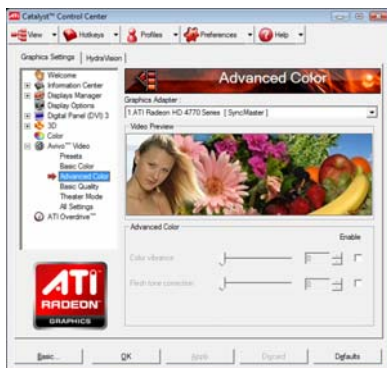 Catalyst™ Control Center
View
Hotkeys
Profiles
Preferences
Help
Graphics Settings
HydraVision
Welcome
Information Center
Displays Manager
Display Options
Digital Panel (DVI) 3
3D
Color
Avivo™ Video
Presets
Basic Color
Advanced Color
Basic Quality
Theater Mode
All Settings
ATI Overdrive™
ATI
RADEON
GRAPHICS
Advanced Color
Graphics Adapter
1.ATI Radeon HD 4770 Series [ SyncMaster ]
Video Preview
Advanced Color
Enable
Color vibrance
0
Flesh tone correction
0
Basic...
OK
Apply
Discard
Defaults